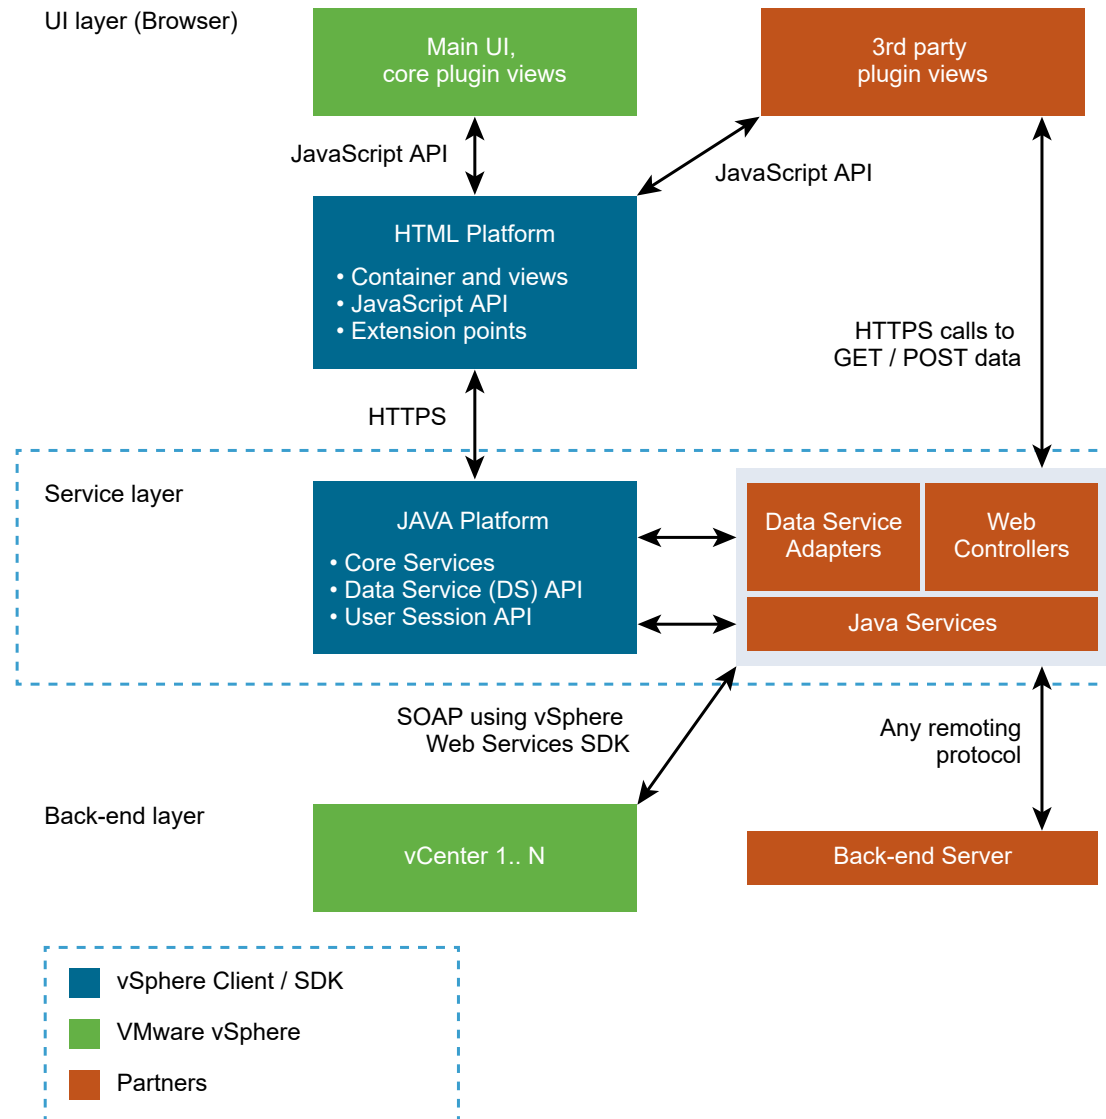 UI layer (Browser)
Main UI,
core plugin views
3rd party
plugin views
JavaScript API
JavaScript API
HTML Platform
• Container and views
• JavaScript API
• Extension points
HTTPS calls to
GET / POST data
HTTPS
Service layer
JAVA Platform
• Core Services
• Data Service (DS) API
• User Session API
Data Service
Adapters
Web
Controllers
Java Services
SOAP using vSphere
Web Services SDK
Any remoting
protocol
Back-end layer
vCenter 1.. N
Back-end Server
vSphere Client / SDK
VMware vSphere
Partners